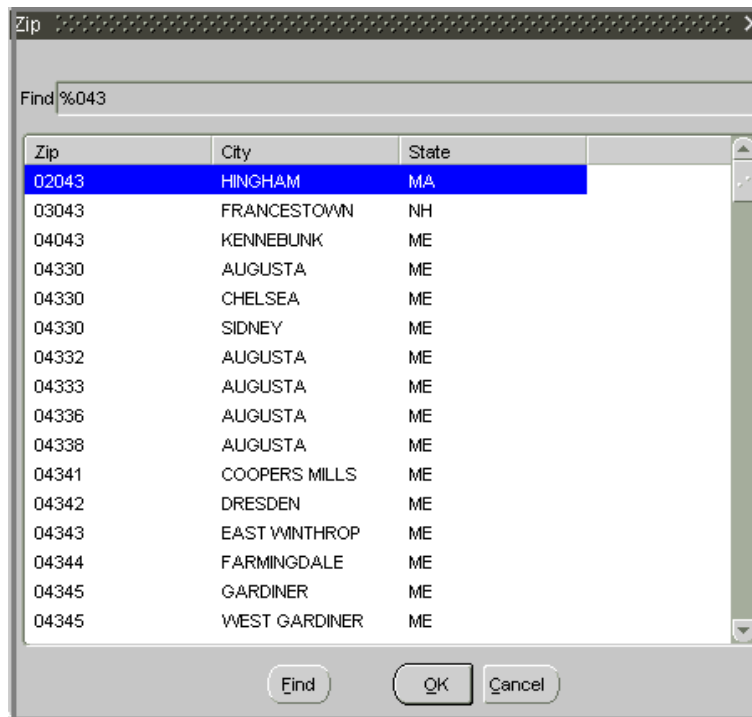 Zip
Find %043
Zip City State
02043 HINGHAM MA
03043 FRANCESTOWN NH
04043 KENNEBUNK ME
04330 AUGUSTA ME
04330 CHELSEA ME
04330 SIDNEY ME
04332 AUGUSTA ME
04333 AUGUSTA ME
04336 AUGUSTA ME
04338 AUGUSTA ME
04341 COOPERS MILLS ME
04342 DRESDEN ME
04343 EAST WINTHROP ME
04344 FARMINGDALE ME
04345 GARDINER ME
04345 WEST GARDINER ME
Find OK Cancel